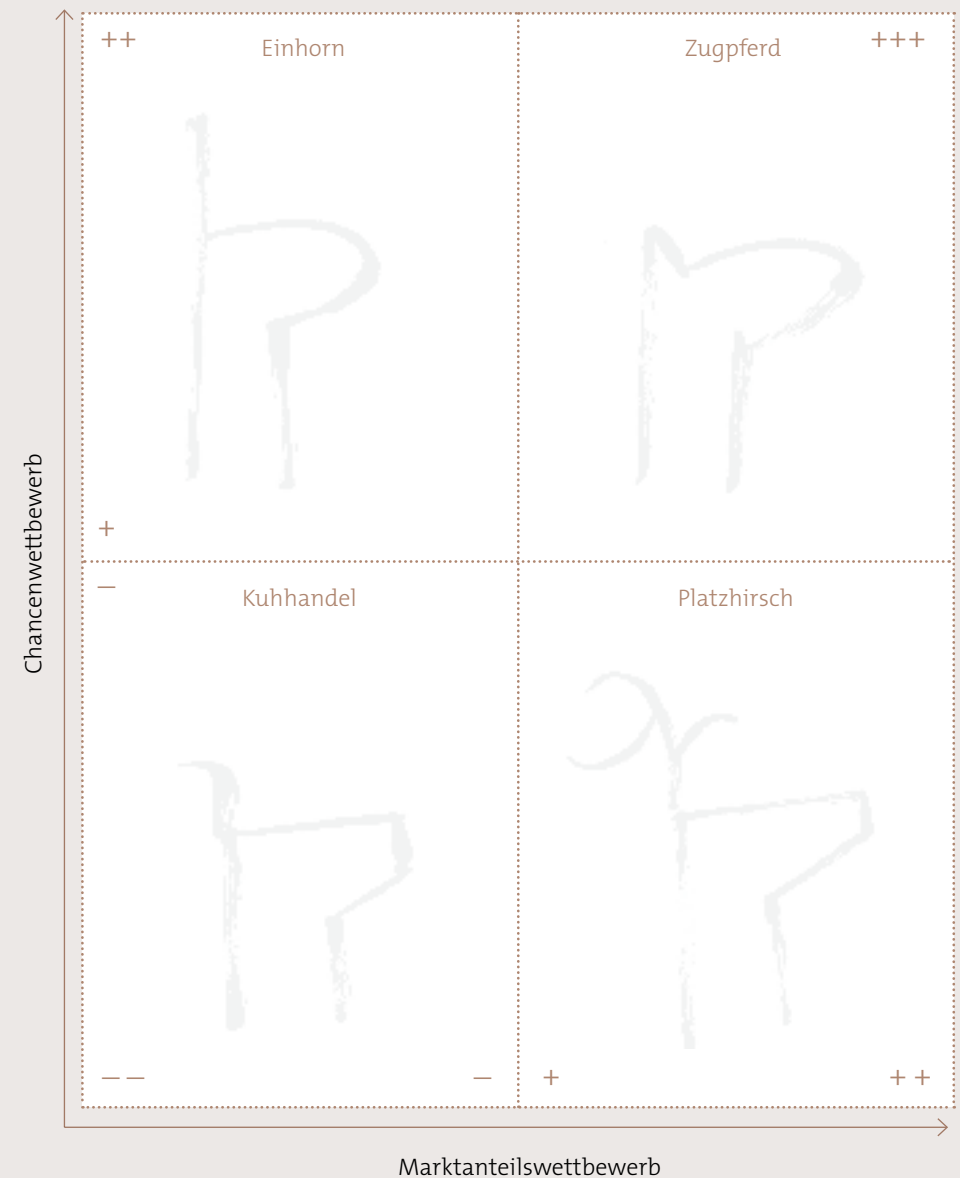 ++
Einhorn
Zugpferd
+++
+
–
Kuhhandel
Platzhirsch
– –
–
+
+ +
Chancenwettbewerb
Marktanteilswettbewerb